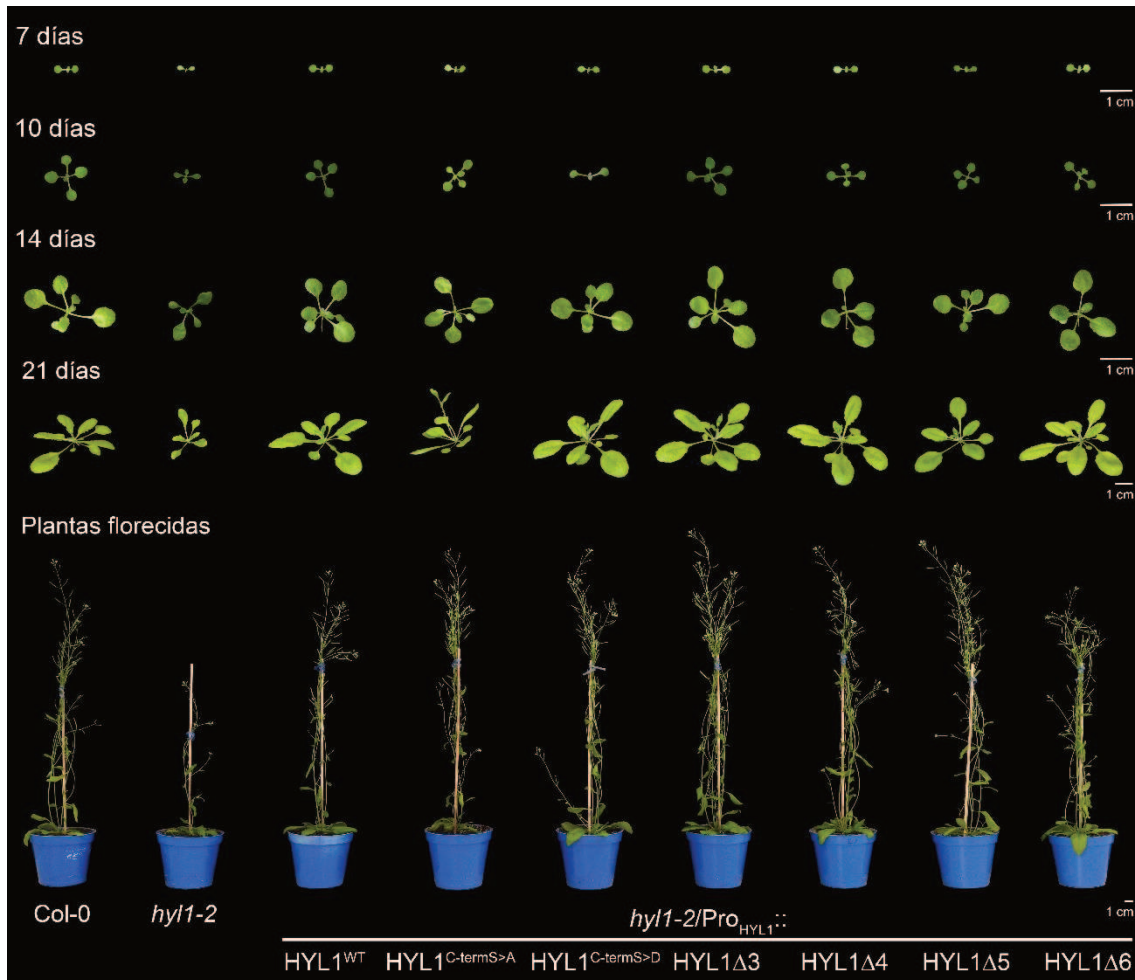 7 días
1 cm
10 días
1 cm
14 días
1 cm
21 días
1 cm
Plantas florecidas
1 cm
Col-0 hyl1-2 hyl1-2/ProHYL1::
HYL1WT HYL1C-termS>A HYL1C-termS>D HYL1Δ3 HYL1Δ4 HYL1Δ5 HYL1Δ6